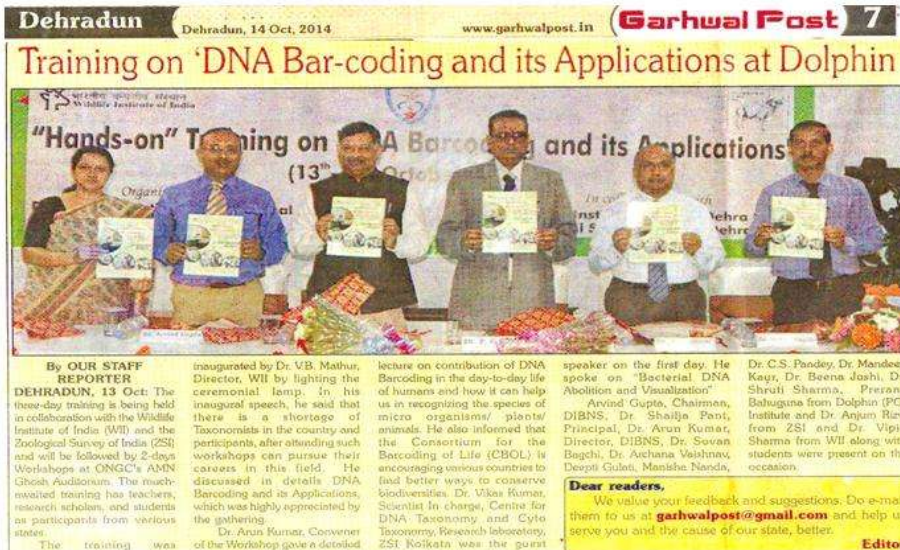 Dehradun
Dehradun, 14 Oct, 2014
www.garhwalpost.in
Garhwal Post
7
Training on 'DNA Bar-coding and its Applications at Dolphin
Wildlife Institute of India
"Hands-on" Training on DNA Barcoding and its Applications
(13th
By OUR STAFF
REPORTER
DEHRADUN, 13 Oct: The
three-day training is being held
in collaboration with the Wildlife
Institute of India (WII) and the
Zoological Survey of India (ZSI)
and will be followed by 2-days
Workshops at ONGC's AMN
Ghosh Auditorium. The much-
awaited training has teachers,
research scholars, and students
as participants from various
states.
The training was
inaugurated by Dr. V.B. Mathur,
Director, WII by lighting the
ceremonial lamp. In his
inaugural speech, he said that
there is a shortage of
Taxonomists in the country and
participants, after attending such
workshops can pursue their
careers in this field. He
discussed in details DNA
Barcoding and its Applications,
which was highly appreciated by
the gathering.
Dr. Arun Kumar, Convener
of the Workshop gave a detailed
lecture on contribution of DNA
Barcoding in the day-to-day life
of humans and how it can help
us in recognizing the species of
micro organisms/ plants/
animals. He also informed that
the Consortium for the
Barcoding of Life (CBOL) is
encouraging various countries to
find better ways to conserve
biodiversities. Dr. Vikas Kumar,
Scientist In charge, Centre for
DNA Taxonomy and Cyto
Taxonomy, Research laboratory,
ZSI Kolkata was the guest
speaker on the first day. He
spoke on "Bacterial DNA
Abolition and Visualization"
Arvind Gupta, Chairman,
DIBNS, Dr. Shailja Pant,
Principal, Dr. Arun Kumar,
Director, DIBNS, Dr. Sovan
Bagchi, Dr. Archana Vaishnav,
Deepti Gulati, Manisha Nanda,
Dr. C.S. Pandey, Dr. Mandee
Kaur, Dr. Beena Joshi, D
Shruti Sharma, Preran
Bahuguna from Dolphin (PG
Institute and Dr. Anjum Riz
from ZSI and Dr. Vipi
Sharma from WII along wit
students were present on th
occasion.
Dear readers,
We value your feedback and suggestions. Do e-ma
them to us at garhwalpost@gmail.com and help u
serve you and the cause of our state, better.
Edito